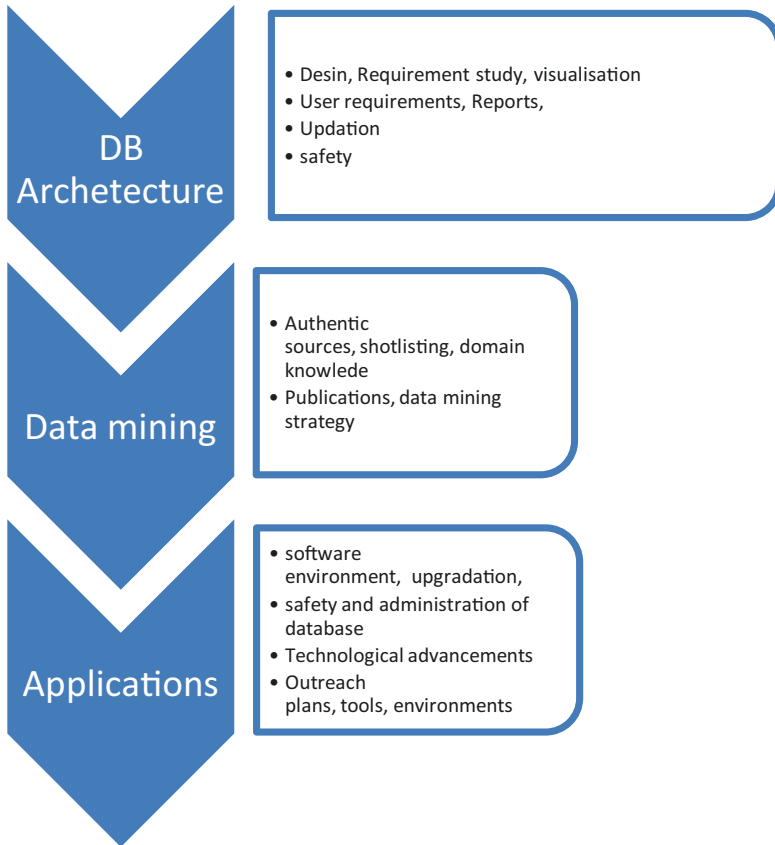 DB
Archetecture
• Desin, Requirement study, visualisation
• User requirements, Reports,
• Updation
• safety
Data mining
• Authentic
sources, shotlisting, domain
knowlede
• Publications, data mining
strategy
Applications
• software
environment, upgradation,
• safety and administration of
database
• Technological advancements
• Outreach
plans, tools, environments